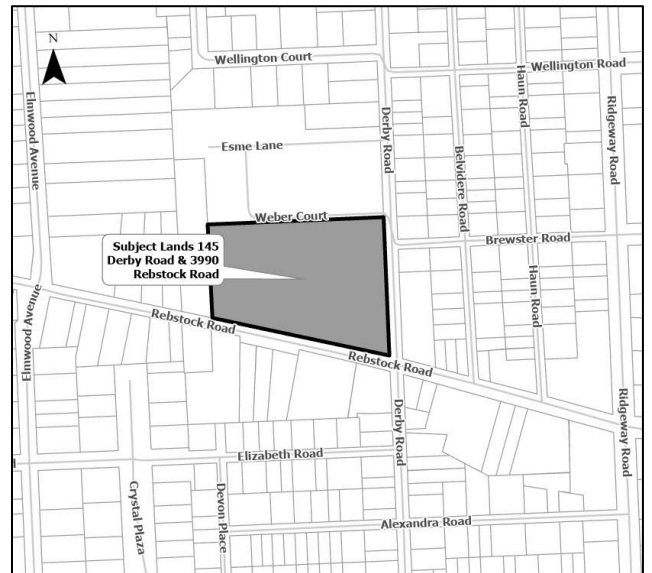 N
Wellington Court
Wellington Road
Elmwood Avenue
Derby Road
Haun Road
Ridgeway Road
Belvidere Road
Esme Lane
Weber Court
Brewster Road
Subject Lands 145
Derby Road & 3990
Rebstock Road
Haun Road
Rebstock Road
Elmwood Avenue
Rebstock Road
Derby Road
Ridgeway Road
Elizabeth Road
Crystal Plaza
Devon Place
Alexandra Road